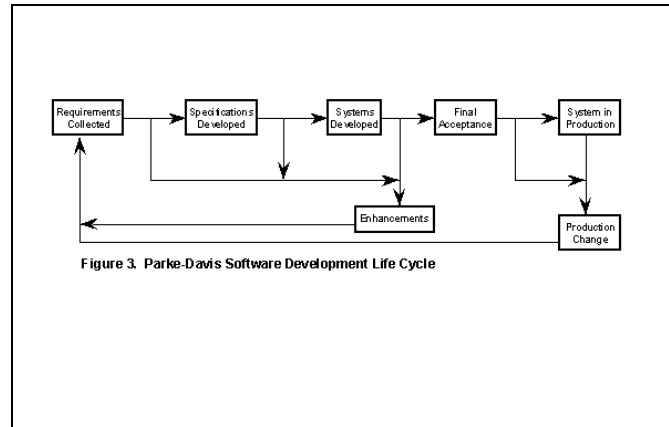 Requirements
Collected
Specifications
Developed
Systems
Developed
Final
Acceptance
System in
Production
Enhancements
Production
Change
Figure 3. Parke-Davis Software Development Life Cycle